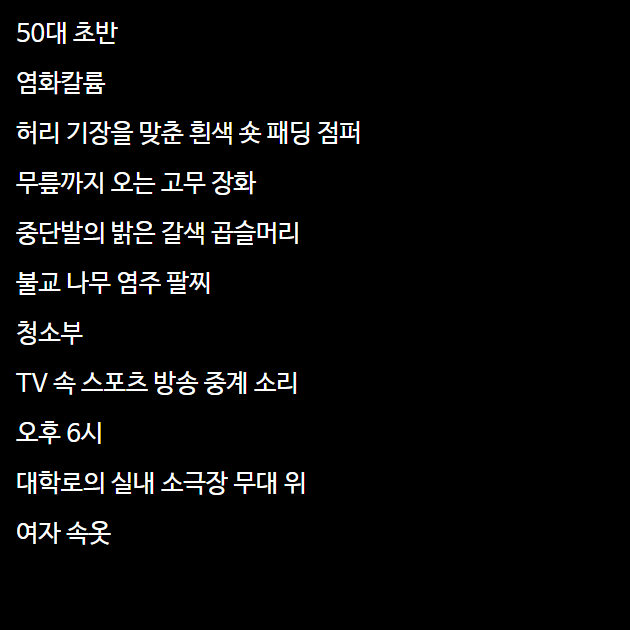 50대 초반
염화칼륨
허리 기장을 맞춘 흰색 숏 패딩 점퍼
무릎까지 오는 고무 장화
중단발의 밝은 갈색 곱슬머리
불교 나무 염주 팔찌
청소부
TV 속 스포츠 방송 중계 소리
오후 6시
대학로의 실내 소극장 무대 위
여자 속옷